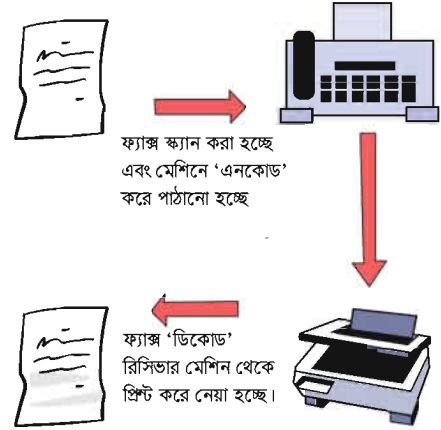 ফ্যাক্স স্ক্যান করা হচ্ছে
এবং মেশিনে ‘এনকোড’
করে পাঠানো হচ্ছে
ফ্যাক্স ‘ডিকোড’
রিসিভার মেশিন থেকে
প্রিন্ট করে নেয়া হচ্ছে।